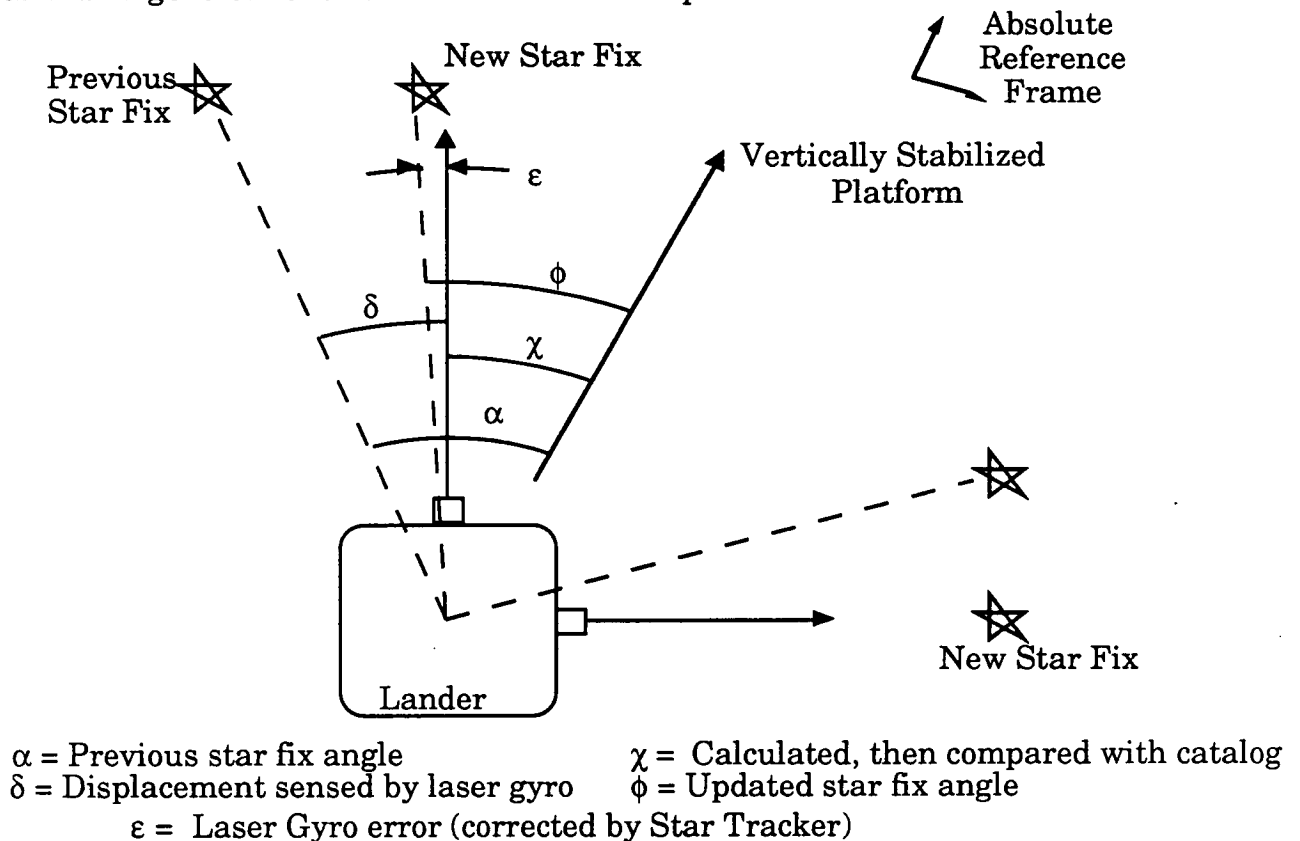 Absolute
Reference
Frame
New Star Fix
Previous
Star Fix
ε
Vertically Stabilized
Platform
ϕ
δ
χ
α
New Star Fix
Lander
α = Previous star fix angle
χ = Calculated, then compared with catalog
δ = Displacement sensed by laser gyro
ϕ = Updated star fix angle
ε = Laser Gyro error (corrected by Star Tracker)